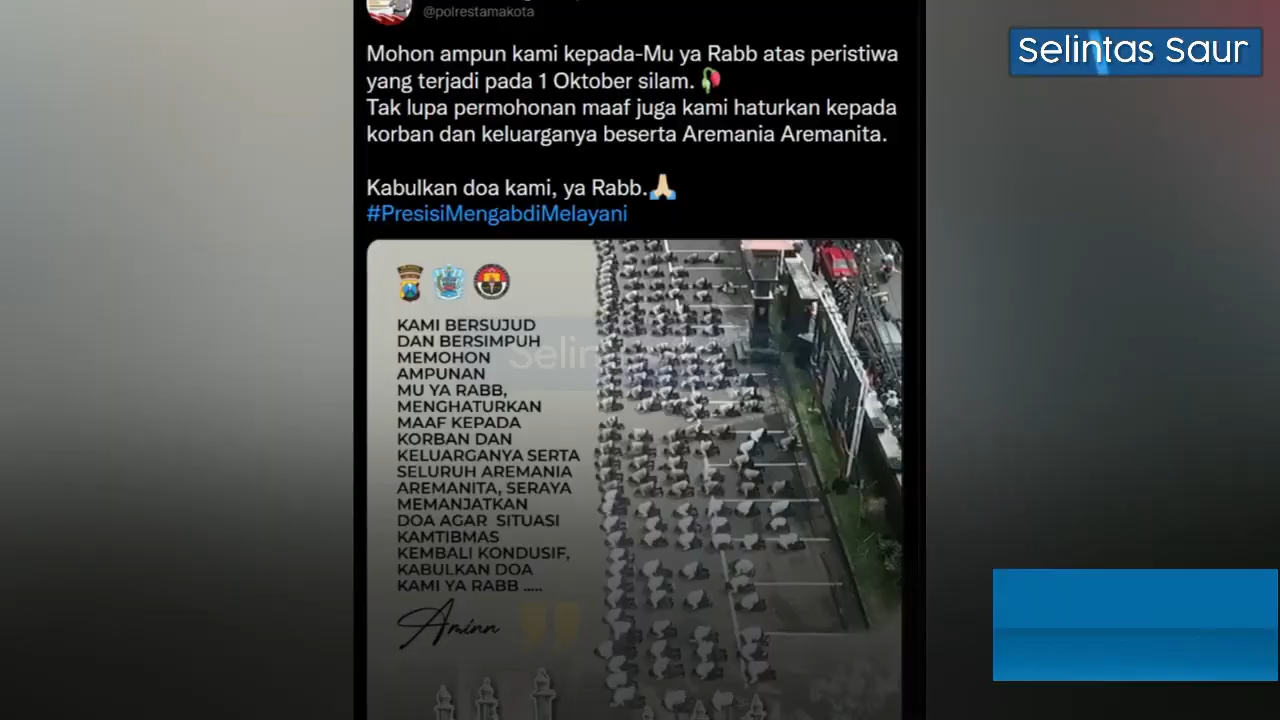 @polrestamakota
Selintas Saur
Mohon ampun kami kepada-Mu ya Rabb atas peristiwa
yang terjadi pada 1 Oktober silam.🥀
Tak lupa permohonan maaf juga kami haturkan kepada
korban dan keluarganya beserta Aremania Aremanita.
Kabulkan doa kami, ya Rabb.🙏
#PresisiMengabdiMelayani
KAMI BERSUJUD
DAN BERSIMPUH
MEMOHON
AMPUNAN
MU YA RABB,
MENGHATURKAN
MAAF KEPADA
KORBAN DAN
KELUARGANYA SERTA
SELURUH AREMANIA
AREMANITA, SERAYA
MEMANJATKAN
DOA AGAR SITUASI
KAMTIBMAS
KEMBALI KONDUSIF,
KABULKAN DOA
KAMI YA RABB .....
Aminn